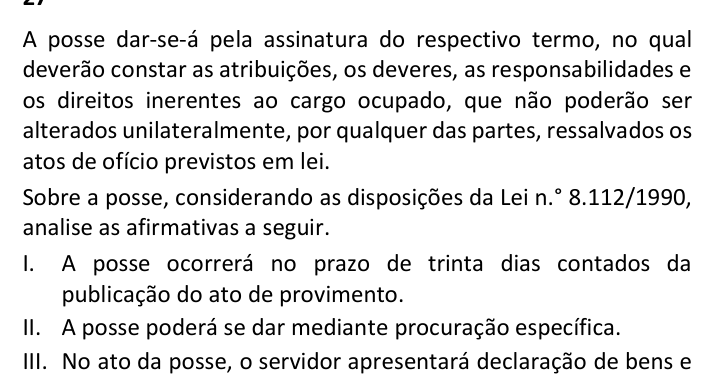 27
A posse dar-se-á pela assinatura do respectivo termo, no qual
deverão constar as atribuições, os deveres, as responsabilidades e
os direitos inerentes ao cargo ocupado, que não poderão ser
alterados unilateralmente, por qualquer das partes, ressalvados os
atos de ofício previstos em lei.
Sobre a posse, considerando as disposições da Lei n.° 8.112/1990,
analise as afirmativas a seguir.
I. A posse ocorrerá no prazo de trinta dias contados da
publicação do ato de provimento.
II. A posse poderá se dar mediante procuração específica.
III. No ato da posse, o servidor apresentará declaração de bens e